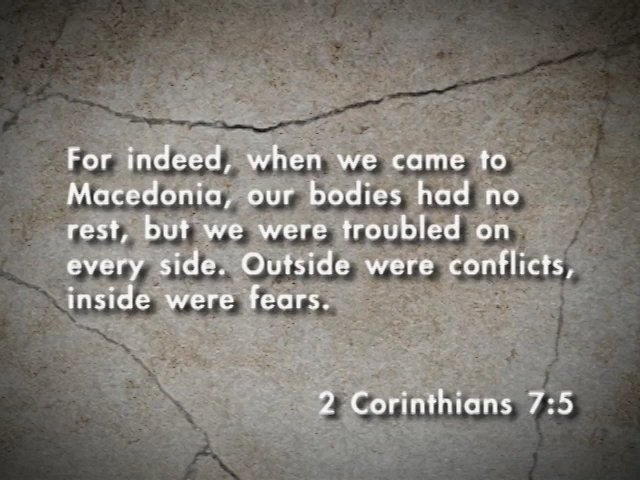 For indeed, when we came to
Macedonia, our bodies had no
rest, but we were troubled on
every side. Outside were conflicts,
inside were fears.
2 Corinthians 7:5